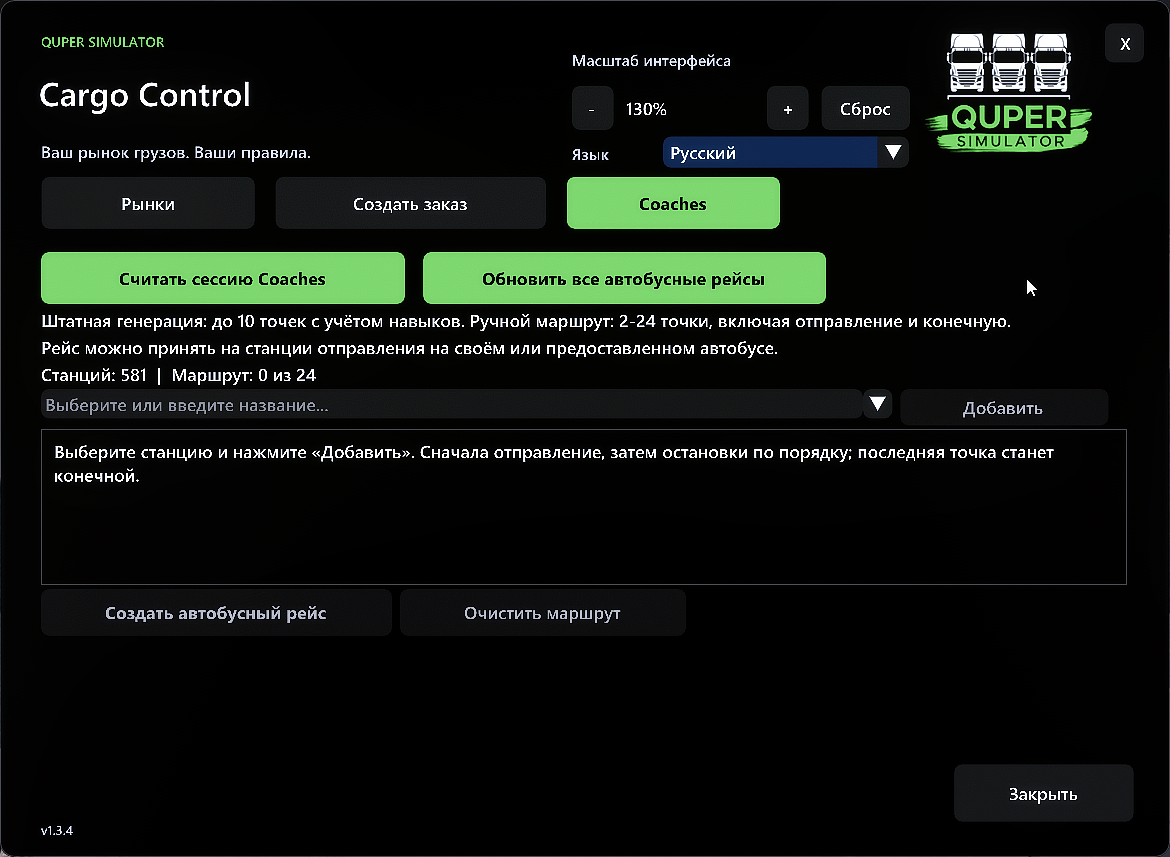 QUPER SIMULATOR
Cargo Control
Ваш рынок грузов. Ваши правила.
Масштаб интерфейса
-
130%
+
Сброс
Язык
Русский
QUPER
SIMULATOR
X
Рынки
Создать заказ
Coaches
Считать сессию Coaches
Обновить все автобусные рейсы
Штатная генерация: до 10 точек с учётом навыков. Ручной маршрут: 2-24 точки, включая отправление и конечную.
Рейс можно принять на станции отправления на своём или предоставленном автобусе.
Станций: 581 | Маршрут: 0 из 24
Выберите или введите название...
Добавить
Выберите станцию и нажмите «Добавить». Сначала отправление, затем остановки по порядку; последняя точка станет
конечной.
Создать автобусный рейс
Очистить маршрут
Закрыть
v1.3.4